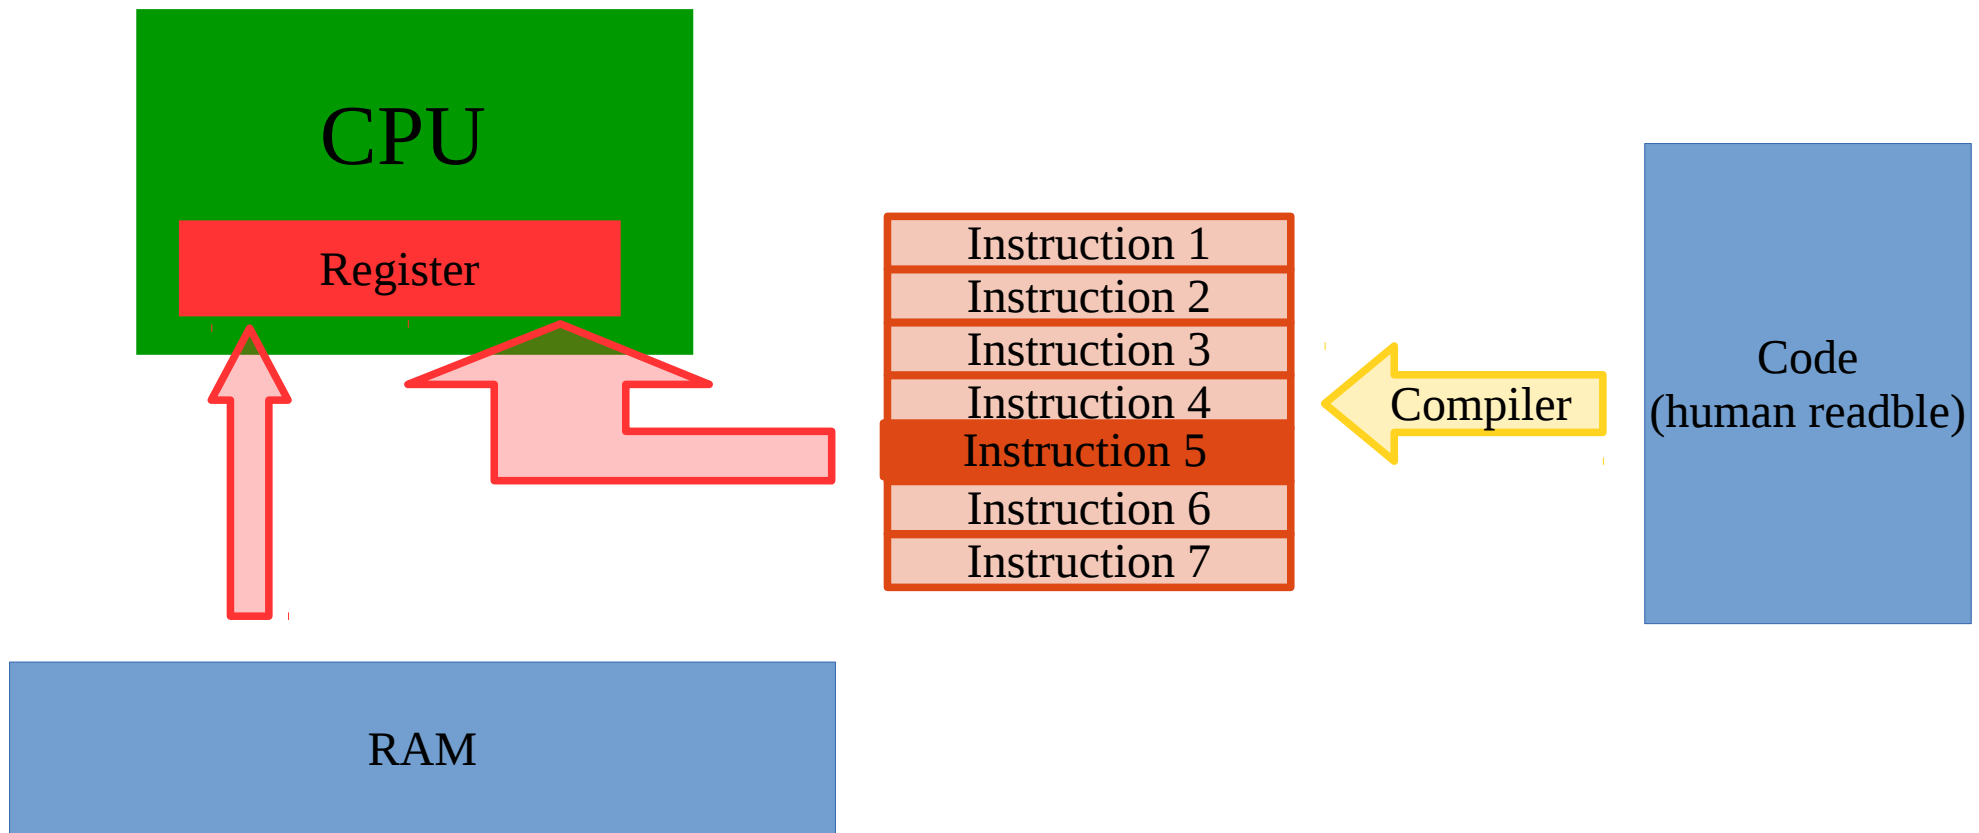 CPU
Register
Instruction 1
Instruction 2
Instruction 3
Instruction 4
Instruction 5
Instruction 6
Instruction 7
Compiler
Code
(human readble)
RAM